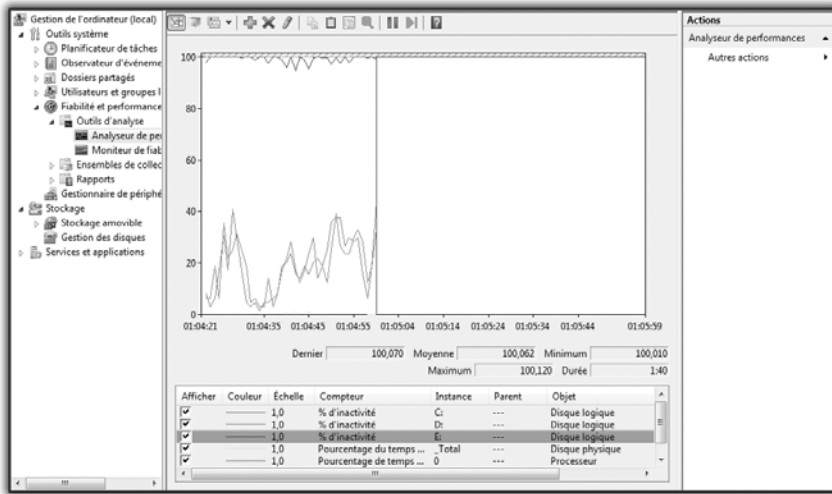 Gestion de l'ordinateur (local)
Outils système
Planificateur de tâches
Observateur d'événeme
Dossiers partagés
Utilisateurs et groupes l
Fiabilité et performance
Outils d'analyse
Analyseur de per
Moniteur de fiab
Ensembles de collec
Rapports
Gestionnaire de périphé
Stockage
Stockage amovible
Gestion des disques
Services et applications
100
80
60
40
20
0
01:04:21 01:04:35 01:04:45 01:04:55 01:05:04 01:05:14 01:05:24 01:05:34 01:05:44 01:05:59
Dernier 100,070 Moyenne 100,062 Minimum 100,010
Maximum 100,120 Durée 1:40
Afficher Couleur Échelle Compteur Instance Parent Objet
1,0 % d'inactivité C: --- Disque logique
1,0 % d'inactivité D: --- Disque logique
1,0 % d'inactivité E: --- Disque logique
1,0 Pourcentage du temps ... _Total --- Disque physique
1,0 Pourcentage de temps ... 0 --- Processeur
Actions
Analyseur de performances
Autres actions